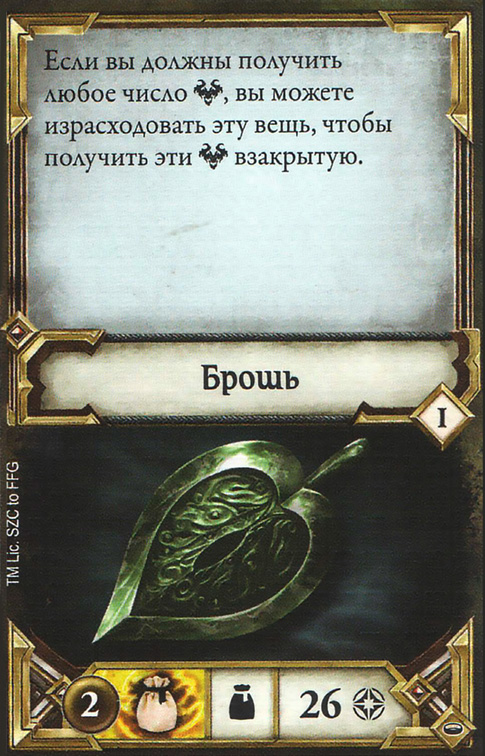 Если вы должны получить
любое число , вы можете
израсходовать эту вещь, чтобы
получить эти  взакрытую.
Брошь
I
TM Lic. SZC to FFG
2
26